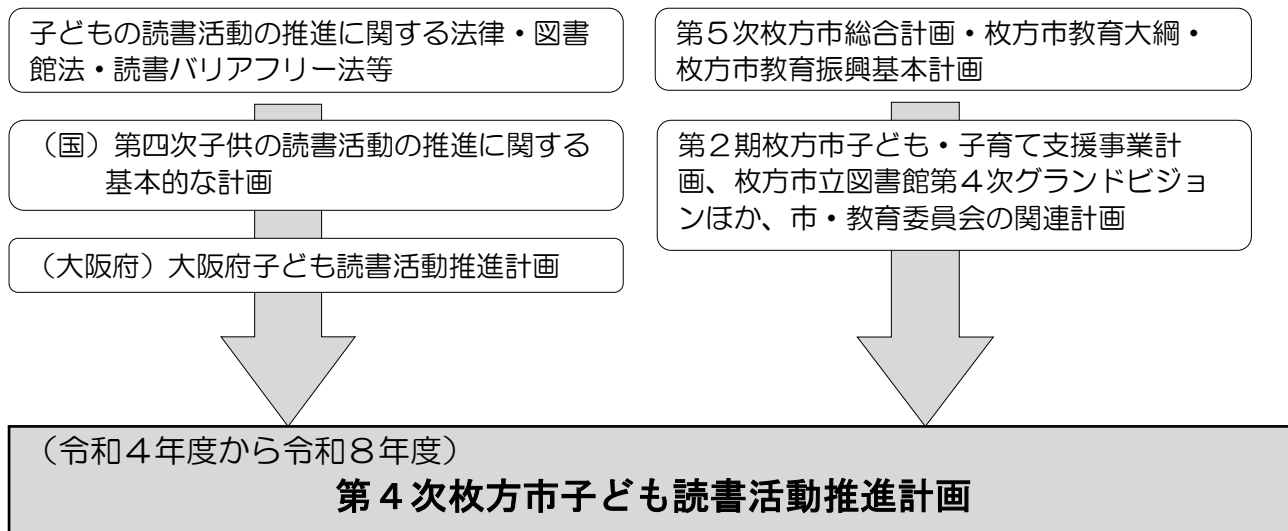 子どもの読書活動の推進に関する法律・図書
館法・読書バリアフリー法等
（国）第四次子供の読書活動の推進に関する
基本的な計画
（大阪府）大阪府子ども読書活動推進計画
第５次枚方市総合計画・枚方市教育大綱・
枚方市教育振興基本計画
第２期枚方市子ども・子育て支援事業計
画、枚方市立図書館第４次グランドビジョ
ンほか、市・教育委員会の関連計画
（令和４年度から令和８年度）
第４次枚方市子ども読書活動推進計画